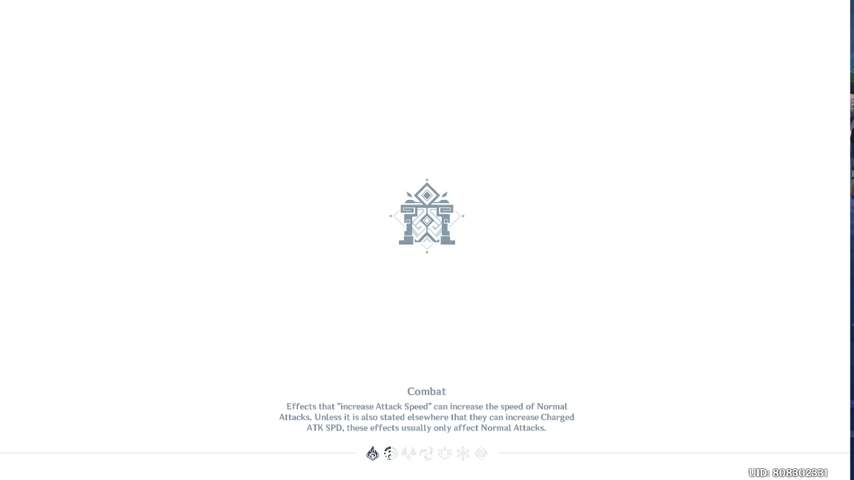 Combat
Effects that "increase Attack Speed" can increase the speed of Normal
Attacks. Unless it is also stated elsewhere that they can increase Charged
ATK SPD, these effects usually only affect Normal Attacks.
UID: 808302331